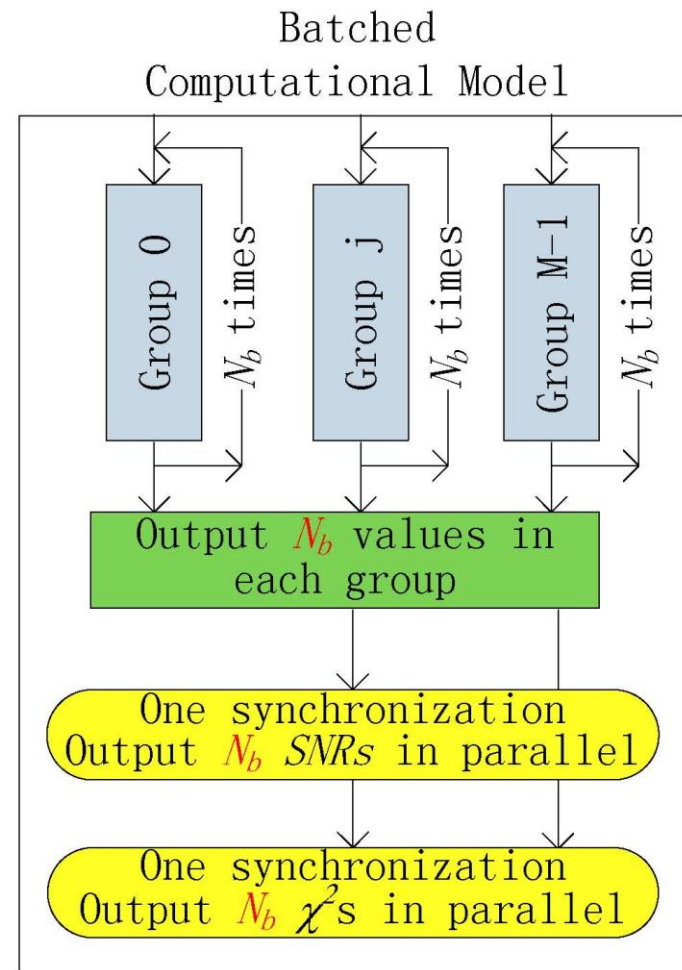 Batched
Computational Model
Group 0
N_b times
Group j
N_b times
Group M-1
N_b times
Output N_b values in
each group
One synchronization
Output N_b SNRs in parallel
One synchronization
Output N_b χ²s in parallel